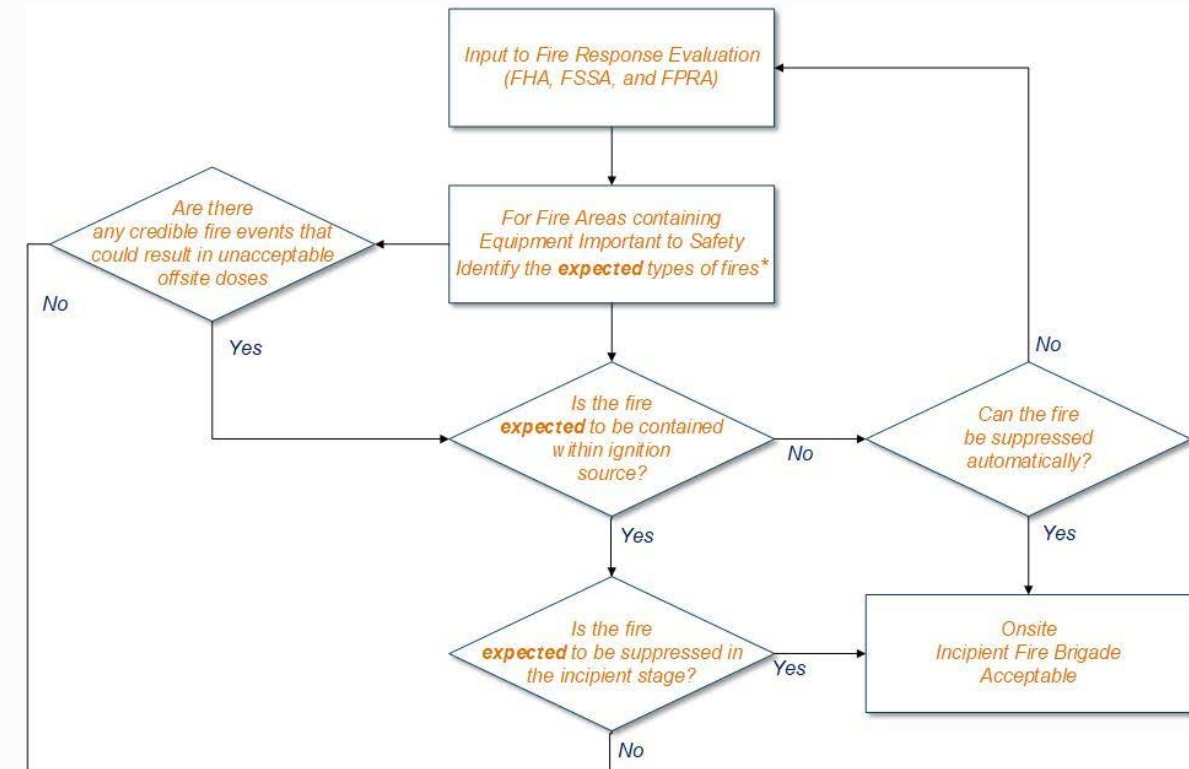 Input to Fire Response Evaluation
(FHA, FSSA, and FPRA)
Are there
any credible fire events that
could result in unacceptable
offsite doses
For Fire Areas containing
Equipment Important to Safety
Identify the expected types of fires*
No
Yes
No
Is the fire
expected to be contained
within ignition
source?
No
Can the fire
be suppressed
automatically?
Yes
Yes
Is the fire
expected to be suppressed in
the incipient stage?
Yes
Onsite
Incipient Fire Brigade
Acceptable
No